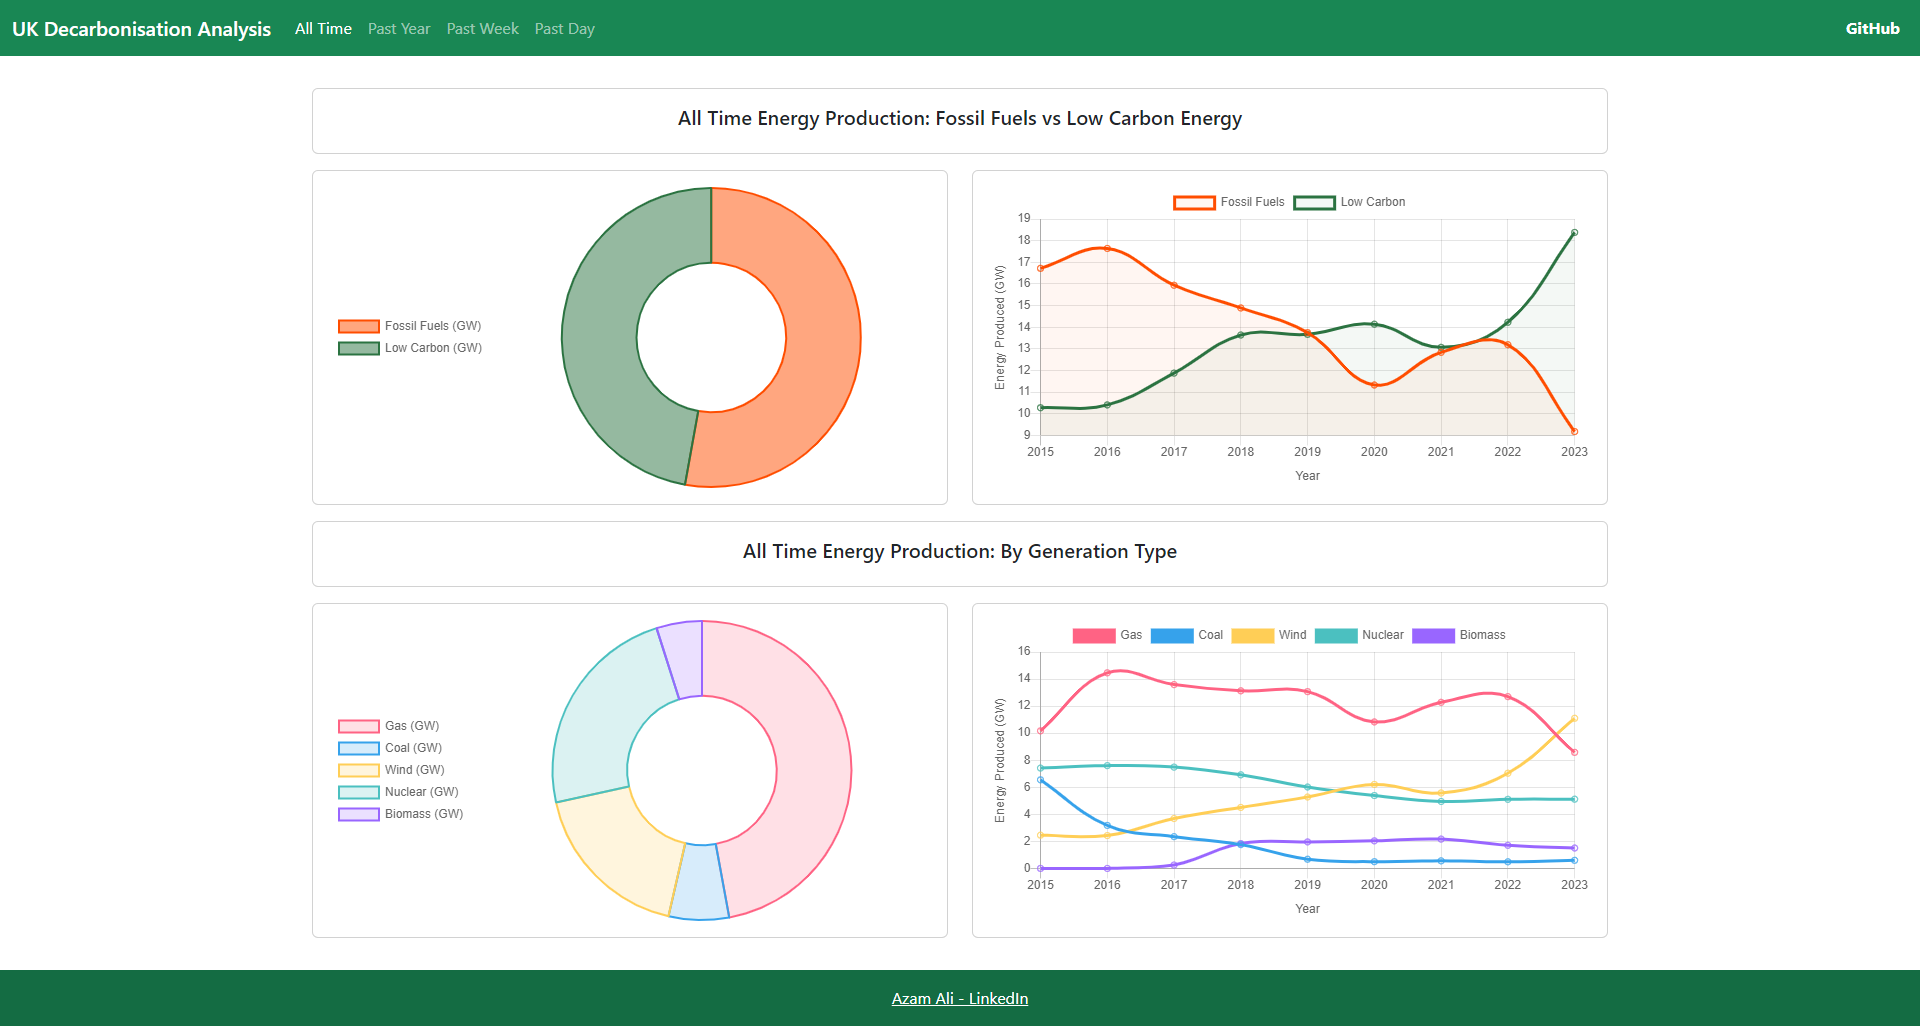 UK Decarbonisation Analysis All Time Past Year Past Week Past Day GitHub
All Time Energy Production: Fossil Fuels vs Low Carbon Energy
Fossil Fuels (GW)
Low Carbon (GW)
Fossil Fuels Low Carbon
Energy Produced (GW)
19
18
17
16
15
14
13
12
11
10
9
2015 2016 2017 2018 2019 2020 2021 2022 2023
Year
All Time Energy Production: By Generation Type
Gas (GW)
Coal (GW)
Wind (GW)
Nuclear (GW)
Biomass (GW)
Gas Coal Wind Nuclear Biomass
Energy Produced (GW)
16
14
12
10
8
6
4
2
0
2015 2016 2017 2018 2019 2020 2021 2022 2023
Year
Azam Ali - LinkedIn